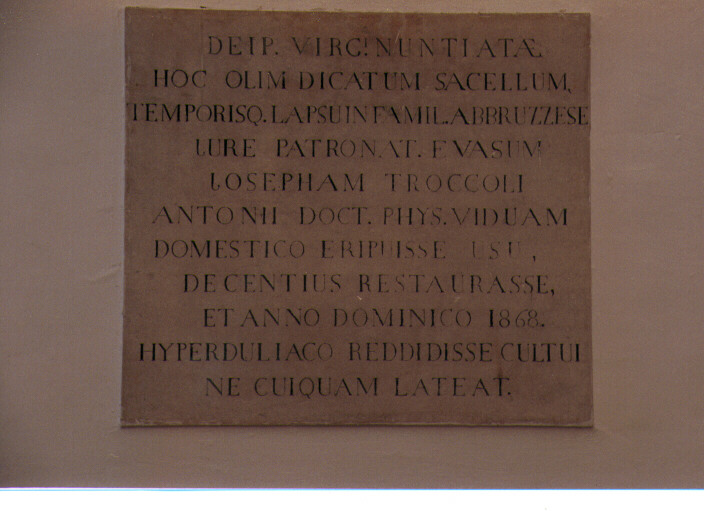 DEIP. VIRG! NUNTIATÆ
HOC OLIM DICATUM SACELLUM,
TEMPORISQ. LAPSU IN FAMIL. ABBRUZZESE
IURE PATRONAT. EVASUM
IOSEPHAM TROCCOLI
ANTONII DOCT. PHYS. VIDUAM
DOMESTICO ERIPUISSE USU,
DECENTIUS RESTAURASSE,
ET ANNO DOMINICO 1868.
HYPERDULIACO REDDIDISSE CULTUI
NE CUIQUAM LATEAT.